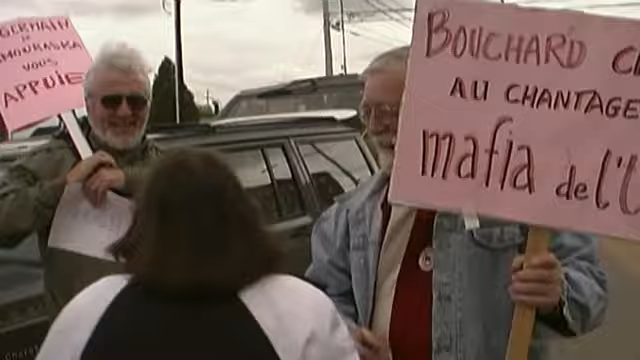 GERMAIN
KAMOURASKA
VOUS
APPUIE
BOUCHARD
AU CHANTAGE
mafia de l'